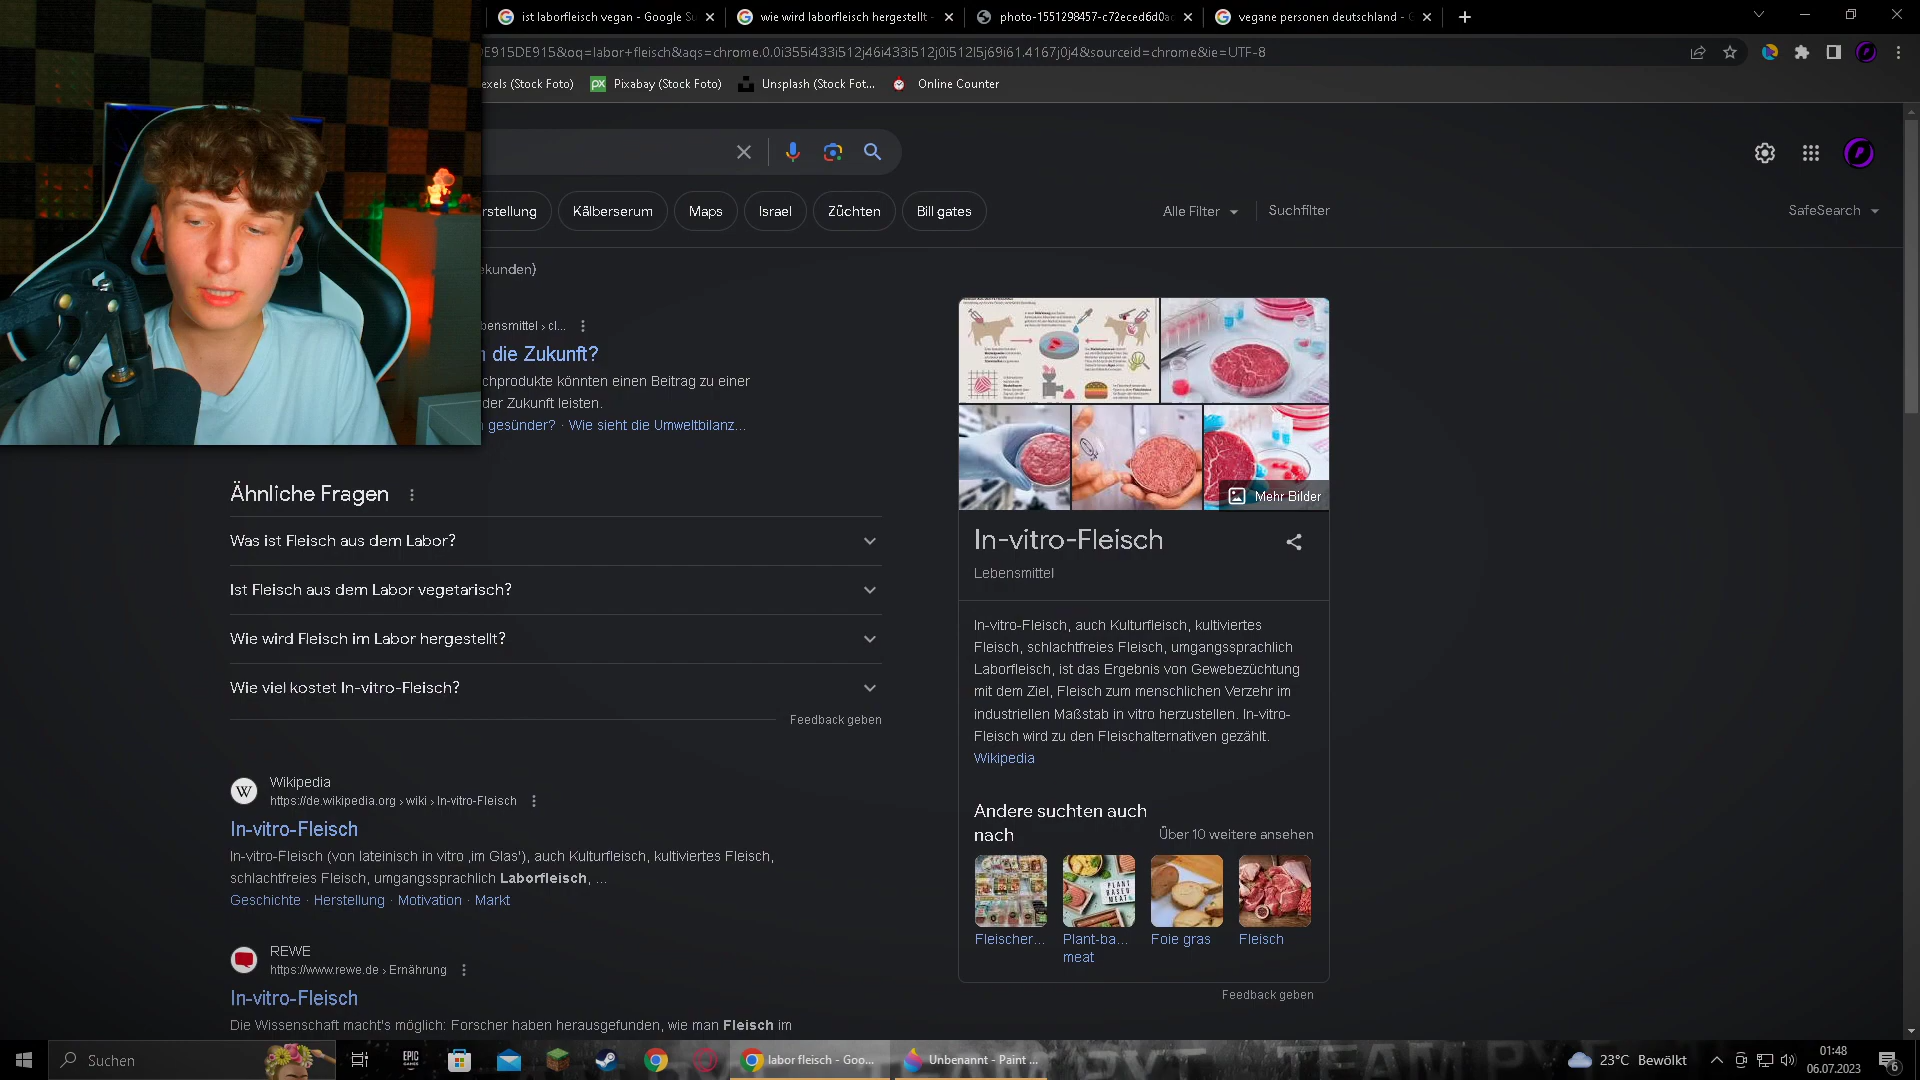 ist laborfleisch vegan - Google Su
wie wird laborfleisch hergestellt -
photo-1551298457-c72eced6d0ac
vegane personen deutschland - G
DE915DE915&oq=labor+fleisch&aqs=chrome.0.0i355i433i512j46i433i512j0i512l5j69i61.4167j0j4&sourceid=chrome&ie=UTF-8
exels (Stock Foto)
Pixabay (Stock Foto)
Unsplash (Stock Fot...
Online Counter
rstellung
Kälberserum
Maps
Israel
Züchten
Bill gates
Alle Filter
Suchfilter
SafeSearch
ekunden)
bensmittel › cl...
n die Zukunft?
chprodukte könnten einen Beitrag zu einer
der Zukunft leisten.
gesünder? · Wie sieht die Umweltbilanz...
Ähnliche Fragen
Was ist Fleisch aus dem Labor?
Ist Fleisch aus dem Labor vegetarisch?
Wie wird Fleisch im Labor hergestellt?
Wie viel kostet In-vitro-Fleisch?
Feedback geben
Wikipedia
https://de.wikipedia.org › wiki › In-vitro-Fleisch
In-vitro-Fleisch
In-vitro-Fleisch (von lateinisch in vitro ‚im Glas'), auch Kulturfleisch, kultiviertes Fleisch,
schlachtfreies Fleisch, umgangssprachlich Laborfleisch, ...
Geschichte · Herstellung · Motivation · Markt
REWE
https://www.rewe.de › Ernährung
In-vitro-Fleisch
Die Wissenschaft macht's möglich: Forscher haben herausgefunden, wie man Fleisch im
Mehr Bilder
In-vitro-Fleisch
Lebensmittel
In-vitro-Fleisch, auch Kulturfleisch, kultiviertes
Fleisch, schlachtfreies Fleisch, umgangssprachlich
Laborfleisch, ist das Ergebnis von Gewebezüchtung
mit dem Ziel, Fleisch zum menschlichen Verzehr im
industriellen Maßstab in vitro herzustellen. In-vitro-
Fleisch wird zu den Fleischalternativen gezählt.
Wikipedia
Andere suchten auch
nach
Über 10 weitere ansehen
PLANT
BASED
MEAT
Fleischer...
Plant-ba...
meat
Foie gras
Fleisch
Feedback geben
Suchen
EPIC
GAMES
labor fleisch - Goo...
Unbenannt - Paint ...
23°C Bewölkt
01:48
06.07.2023
6